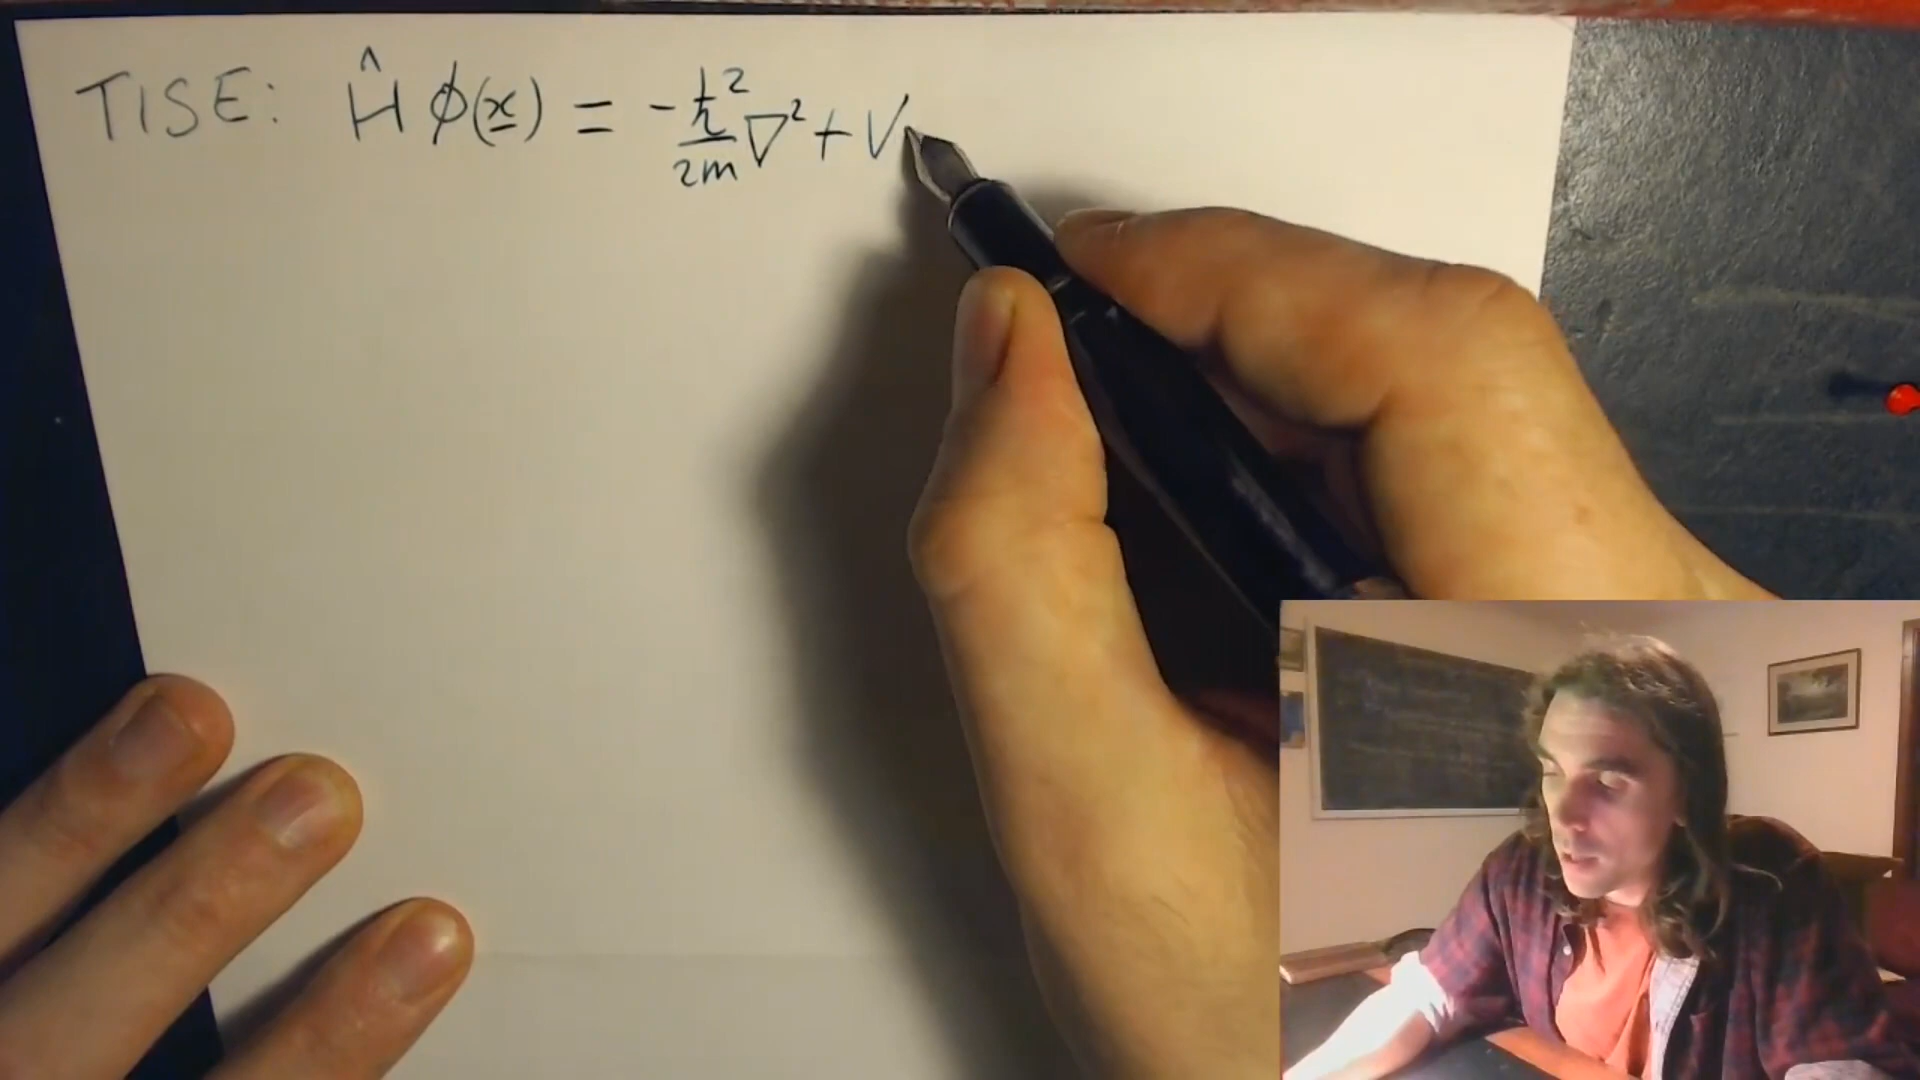 TISE: Ĥ ϕ(x̲) = -ħ²/2m ∇² + V